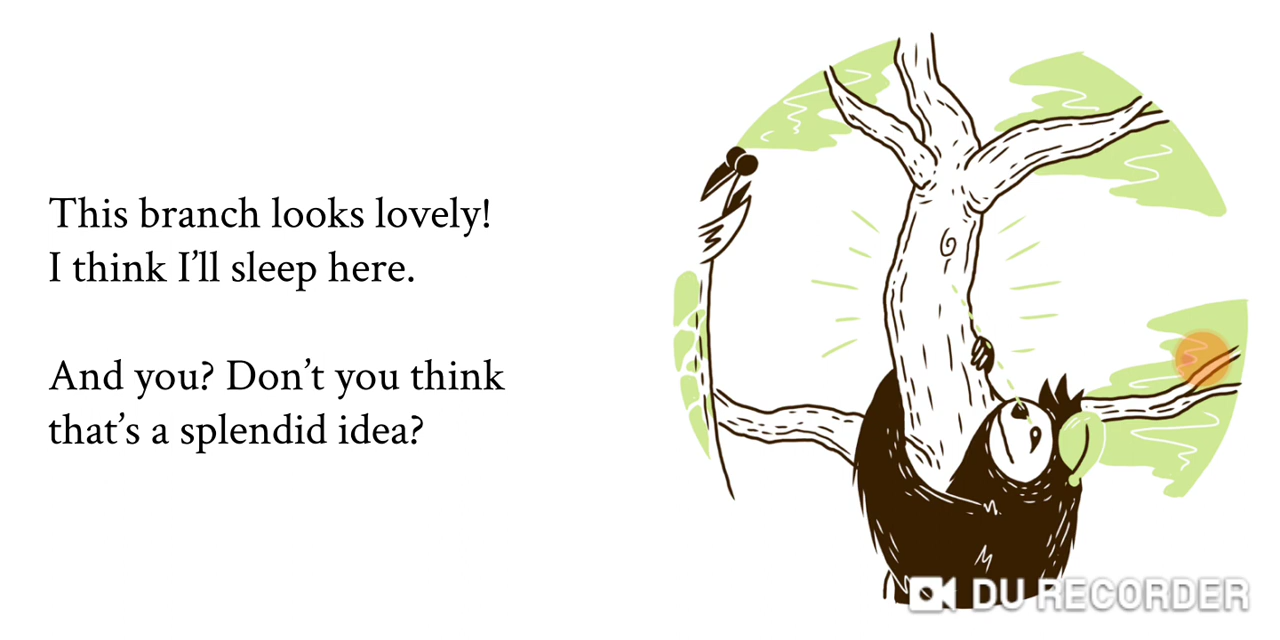 This branch looks lovely!
I think I’ll sleep here.
And you? Don’t you think
that’s a splendid idea?
DU RECORDER